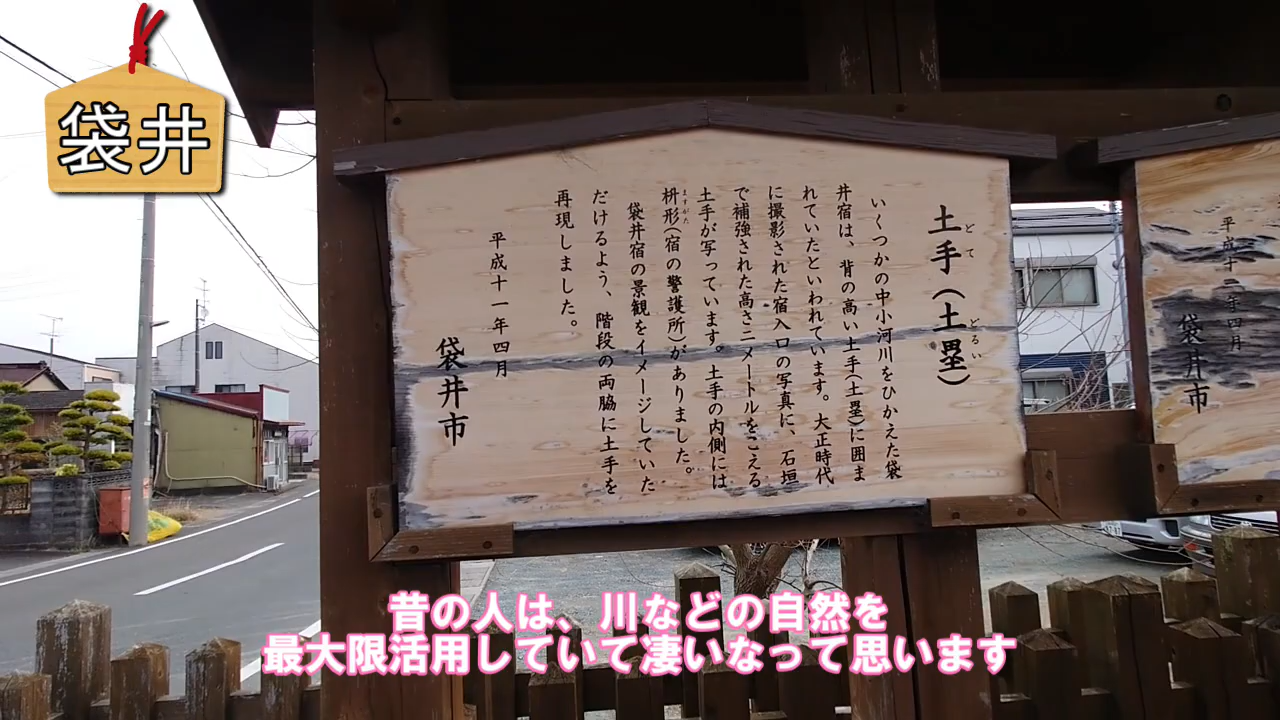 袋井
土手(土塁)
どて
どるい
いくつかの中小河川をひかえた袋
井宿は、背の高い土手(土塁)に囲ま
れていたといわれています。大正時代
に撮影された宿入口の写真に、石垣
で補強された高さ二メートルをこえる
土手が写っています。土手の内側には
枡形(宿の警護所)がありました。
ますがた
袋井宿の景観をイメージしていた
だけるよう、階段の両脇に土手を
再現しました。
平成十一年四月
袋井市
平成十二年四月
袋井市
昔の人は、川などの自然を
最大限活用していて凄いなって思います